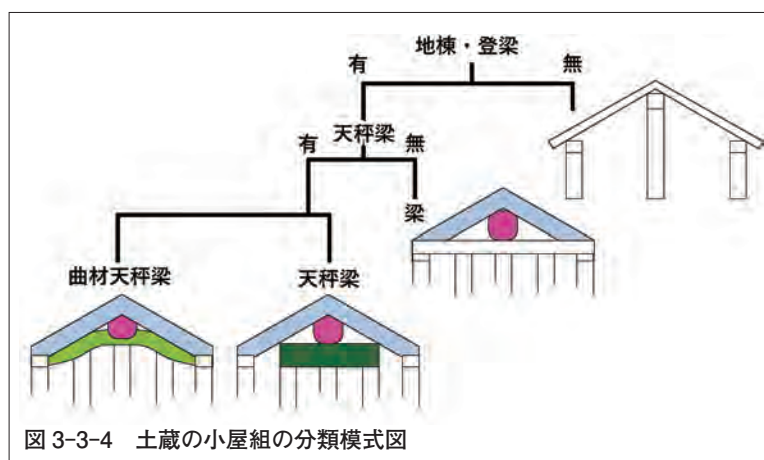 地棟・登梁
有
無
天秤梁
有
無
梁
曲材天秤梁
天秤梁
図 3-3-4　土蔵の小屋組の分類模式図